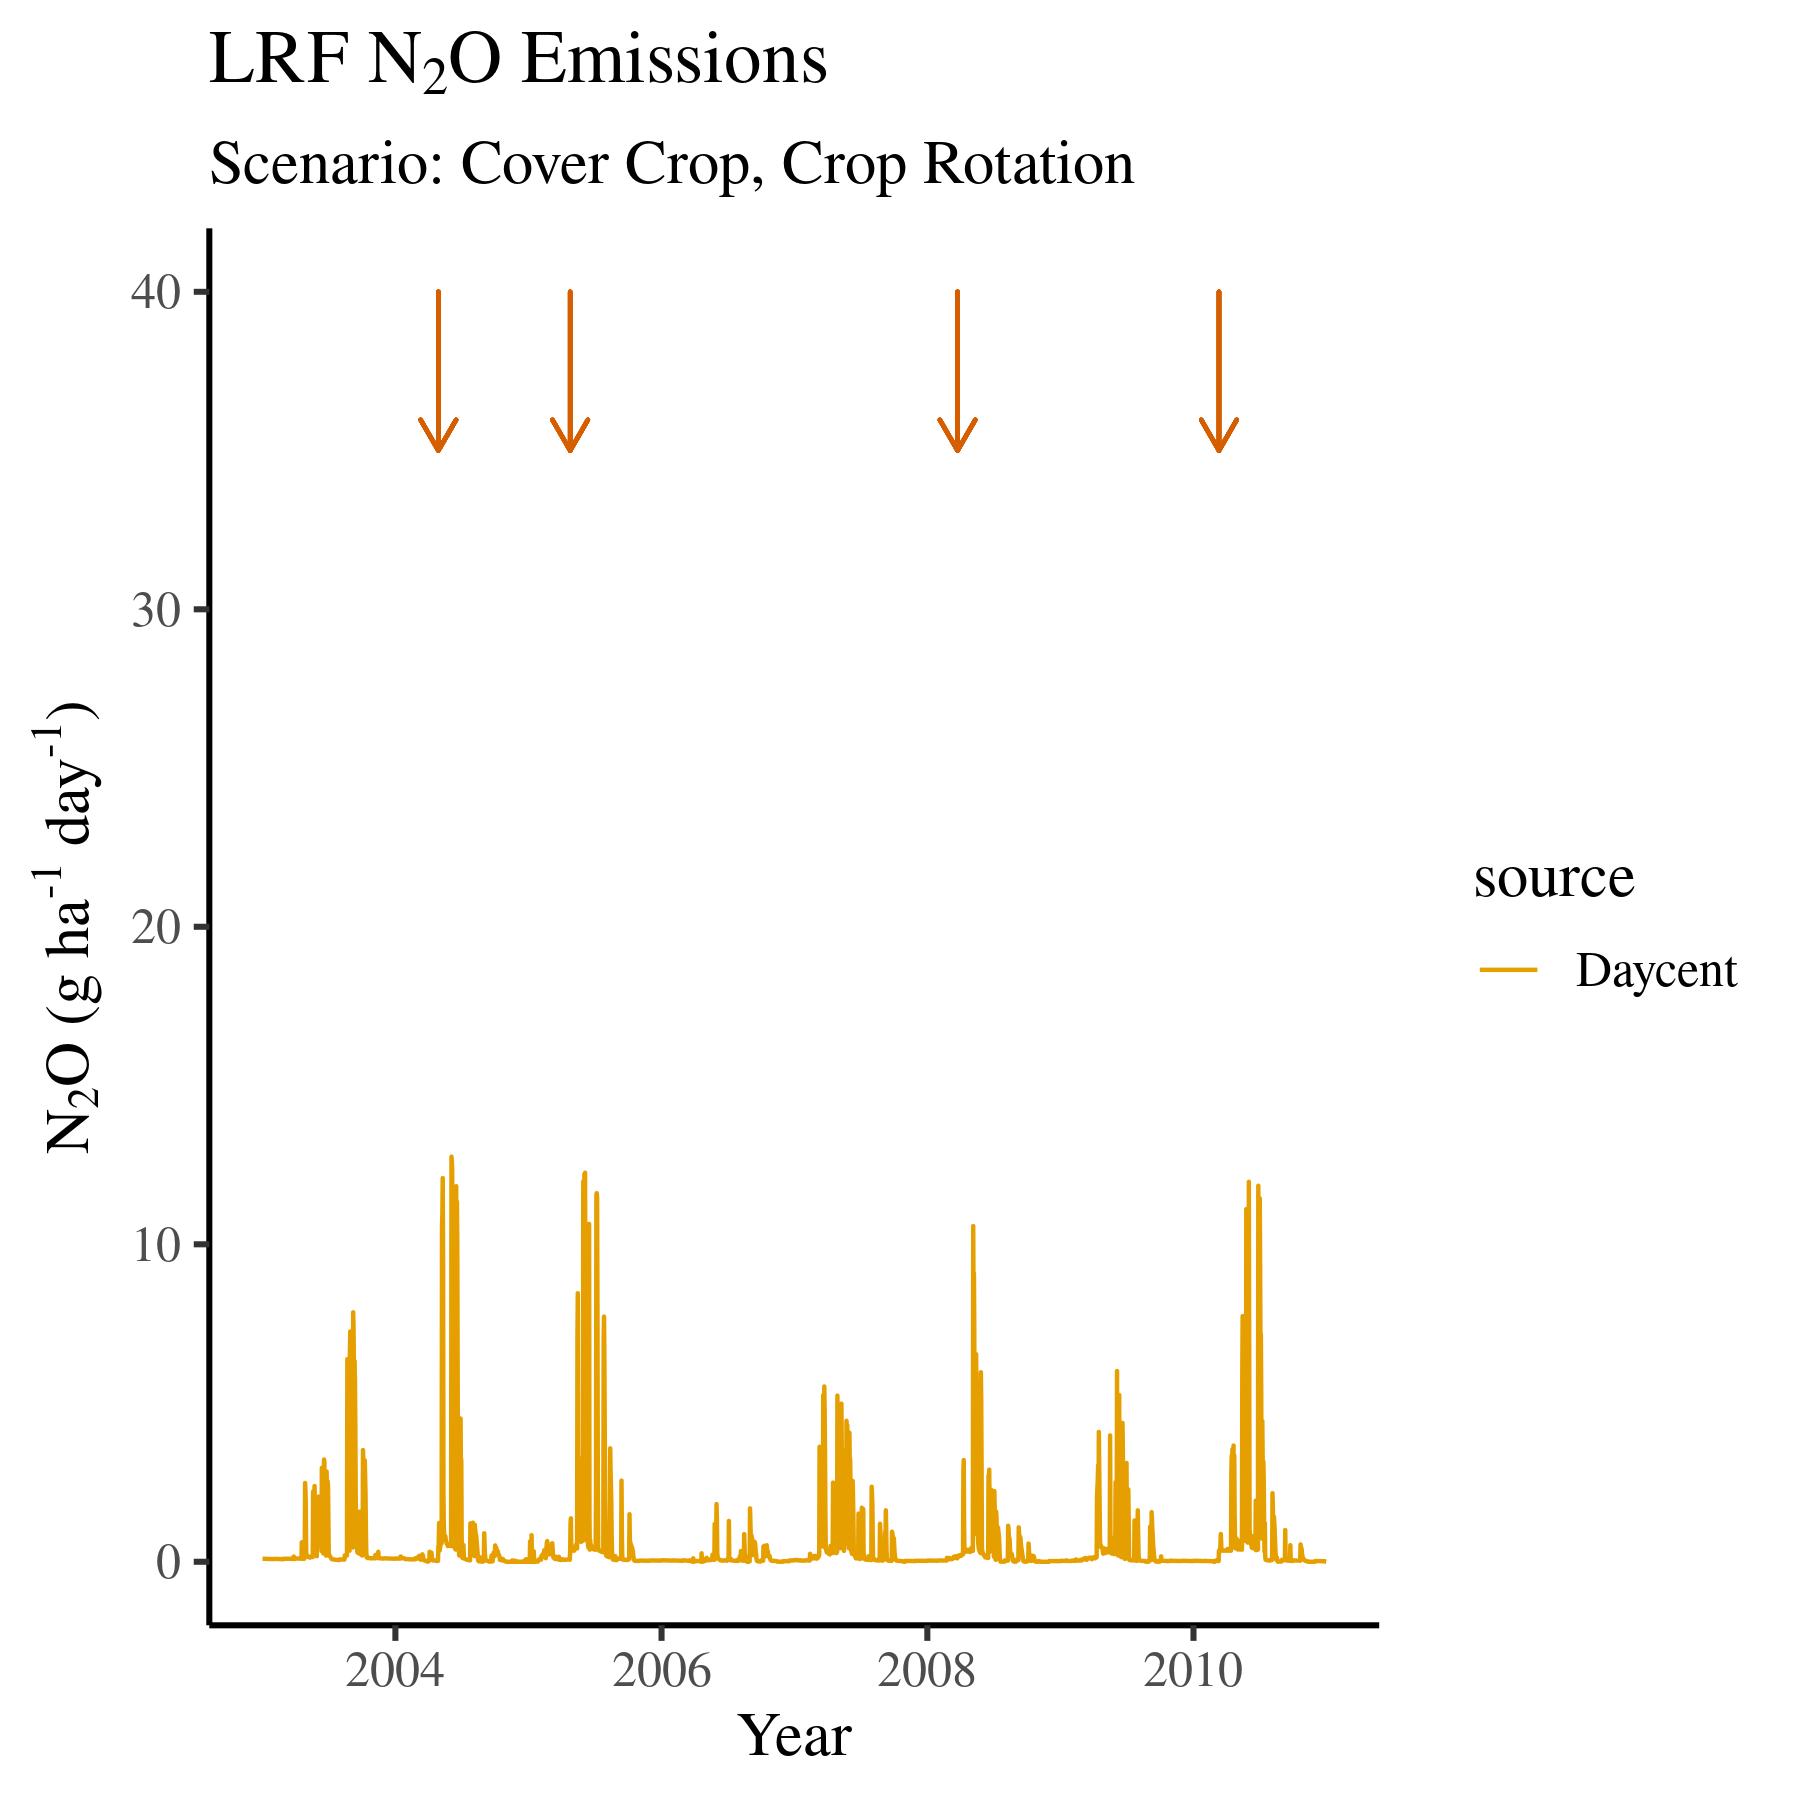 LRF N₂O Emissions
Scenario: Cover Crop, Crop Rotation
N₂O (g ha⁻¹ day⁻¹)
40
30
20
10
0
2004 2006 2008 2010
Year
source
Daycent